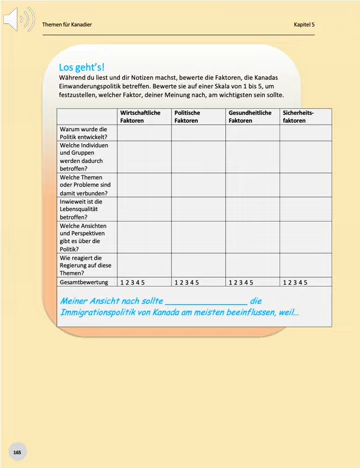 Themen für Kanadier
Kapitel 5
Los geht's!
Während du liest und dir Notizen machst, bewerte die Faktoren, die Kanadas
Einwanderungspolitik betreffen. Bewerte sie auf einer Skala von 1 bis 5, um
festzustellen, welcher Faktor, deiner Meinung nach, am wichtigsten sein sollte.
Wirtschaftliche
Faktoren
Politische
Faktoren
Gesundheitliche
Faktoren
Sicherheits-
faktoren
Warum wurde die
Politik entwickelt?
Welche Individuen
und Gruppen
werden dadurch
betroffen?
Welche Themen
oder Probleme sind
damit verbunden?
Inwieweit ist die
Lebensqualität
betroffen?
Welche Ansichten
und Perspektiven
gibt es über die
Politik?
Wie reagiert die
Regierung auf diese
Themen?
Gesamtbewertung
1 2 3 4 5
1 2 3 4 5
1 2 3 4 5
1 2 3 4 5
Meiner Ansicht nach sollte _________________ die
Immigrationspolitik von Kanada am meisten beeinflussen, weil...
165